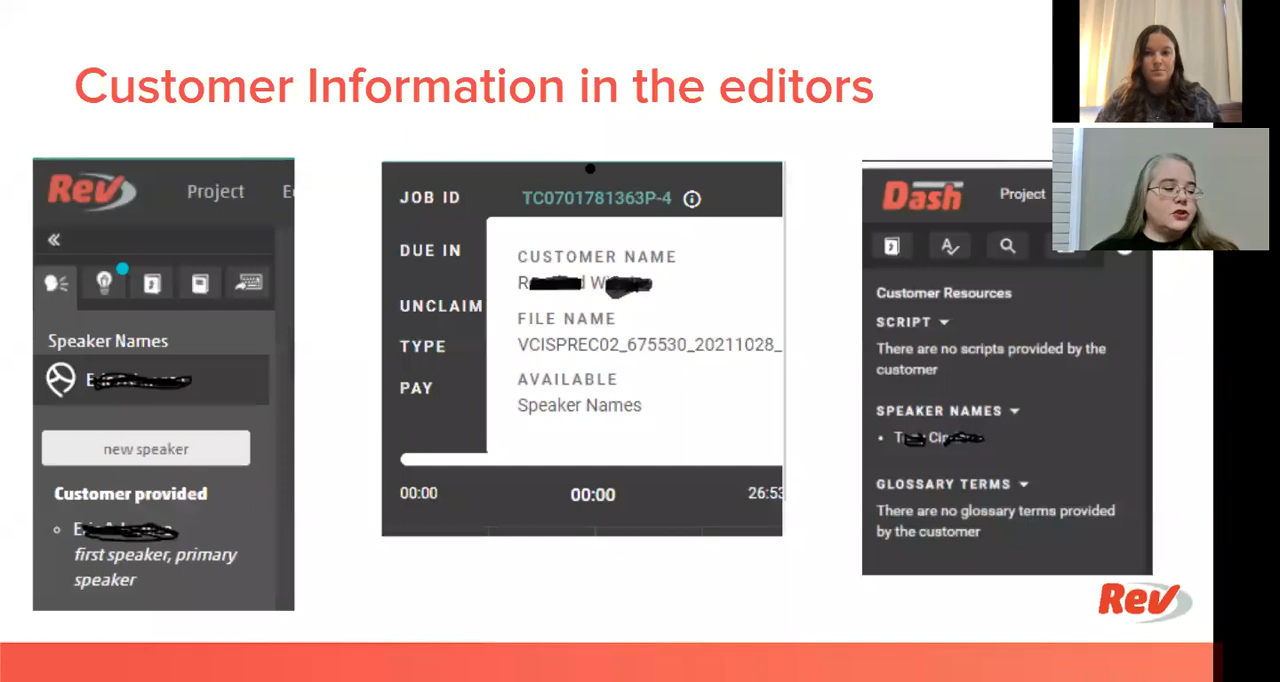 Customer Information in the editors
Rev
Project
Speaker Names
E
new speaker
Customer provided
E
first speaker, primary
speaker
JOB ID
TC0701781363P-4
DUE IN
UNCLAIM
TYPE
PAY
CUSTOMER NAME
FILE NAME
VCISPREC02_675530_20211028_
AVAILABLE
Speaker Names
00:00
00:00
26:53
Dash
Project
Customer Resources
SCRIPT
There are no scripts provided by the
customer
SPEAKER NAMES
GLOSSARY TERMS
There are no glossary terms provided
by the customer
Rev